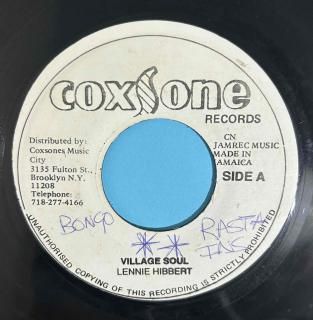 coxsone
RECORDS
Distributed by:
Coxsones Music
City
3135 Fulton St.,
Brooklyn N.Y.
11208
Telephone:
718-277-4166
CN
JAMREC MUSIC
MADE IN
JAMAICA
SIDE A
BONGO
RASTA
VILLAGE SOUL
LENNIE HIBBERT
UNAUTHORISED COPYING OF THIS RECORDING IS STRICTLY PROHIBITED